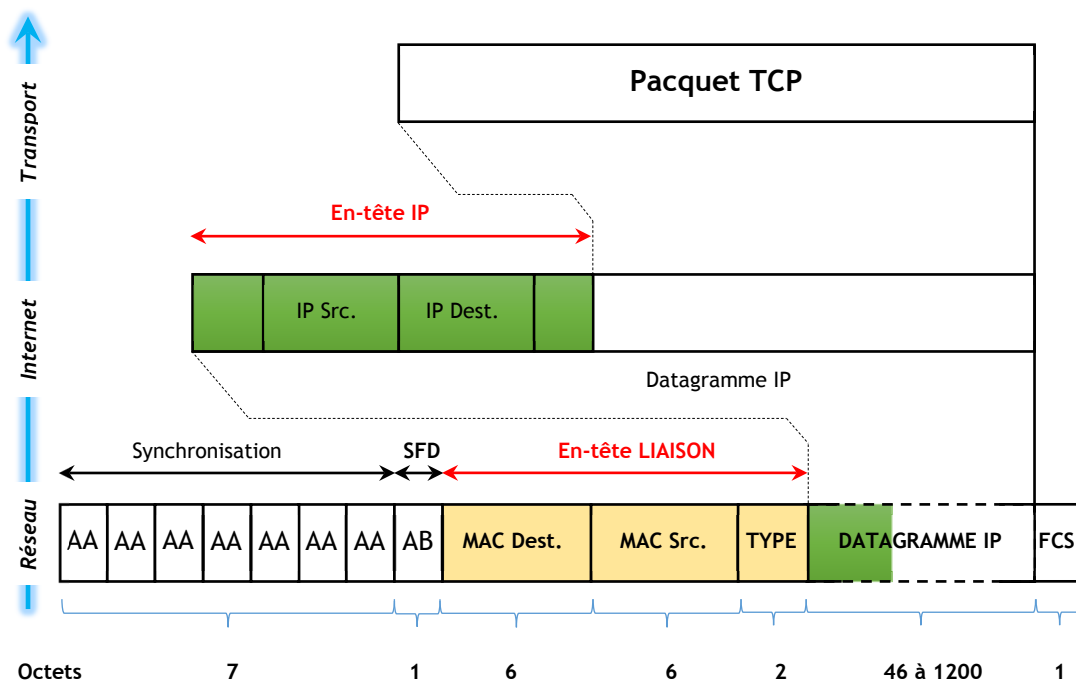 Transport
Pacquet TCP
En-tête IP
Internet
IP Src.
IP Dest.
Datagramme IP
Synchronisation
SFD
En-tête LIAISON
Réseau
AA
AA
AA
AA
AA
AA
AA
AB
MAC Dest.
MAC Src.
TYPE
DATAGRAMME IP
FCS
Octets
7
1
6
6
2
46 à 1200
1